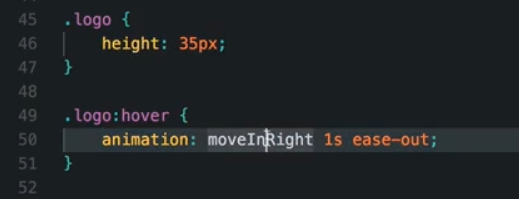 45 .logo {
46 height: 35px;
47 }
48
49 .logo:hover {
50 animation: moveInRight 1s ease-out;
51 }
52